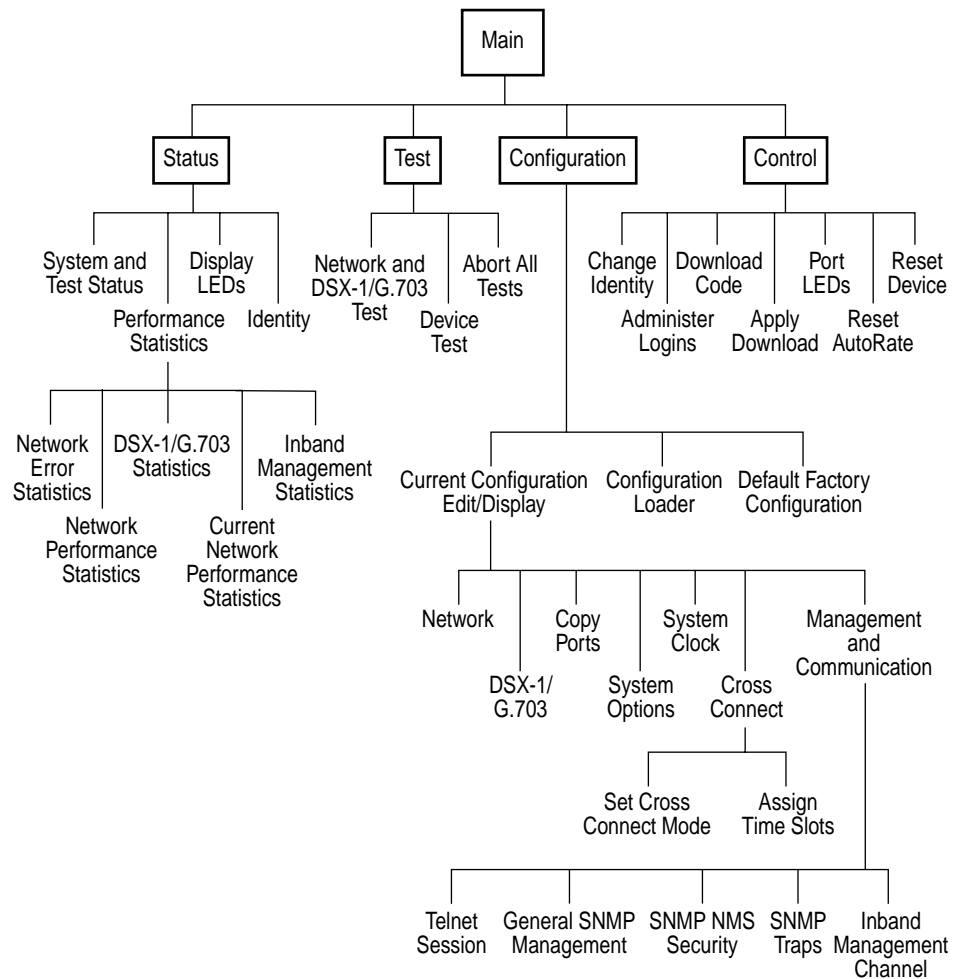 Main
Status
Test
Configuration
Control
System and
Test Status
Performance
Statistics
Display
LEDs
Identity
Network and
DSX-1/G.703
Test
Device
Test
Abort All
Tests
Change
Identity
Administer
Logins
Download
Code
Apply
Download
Port
LEDs
Reset
AutoRate
Reset
Device
Network
Error
Statistics
Network
Performance
Statistics
DSX-1/G.703
Statistics
Current
Network
Performance
Statistics
Inband
Management
Statistics
Current Configuration
Edit/Display
Configuration
Loader
Default Factory
Configuration
Network
DSX-1/
G.703
Copy
Ports
System
Options
System
Clock
Cross
Connect
Management
and
Communication
Set Cross
Connect Mode
Assign
Time Slots
Telnet
Session
General SNMP
Management
SNMP NMS
Security
SNMP
Traps
Inband
Management
Channel